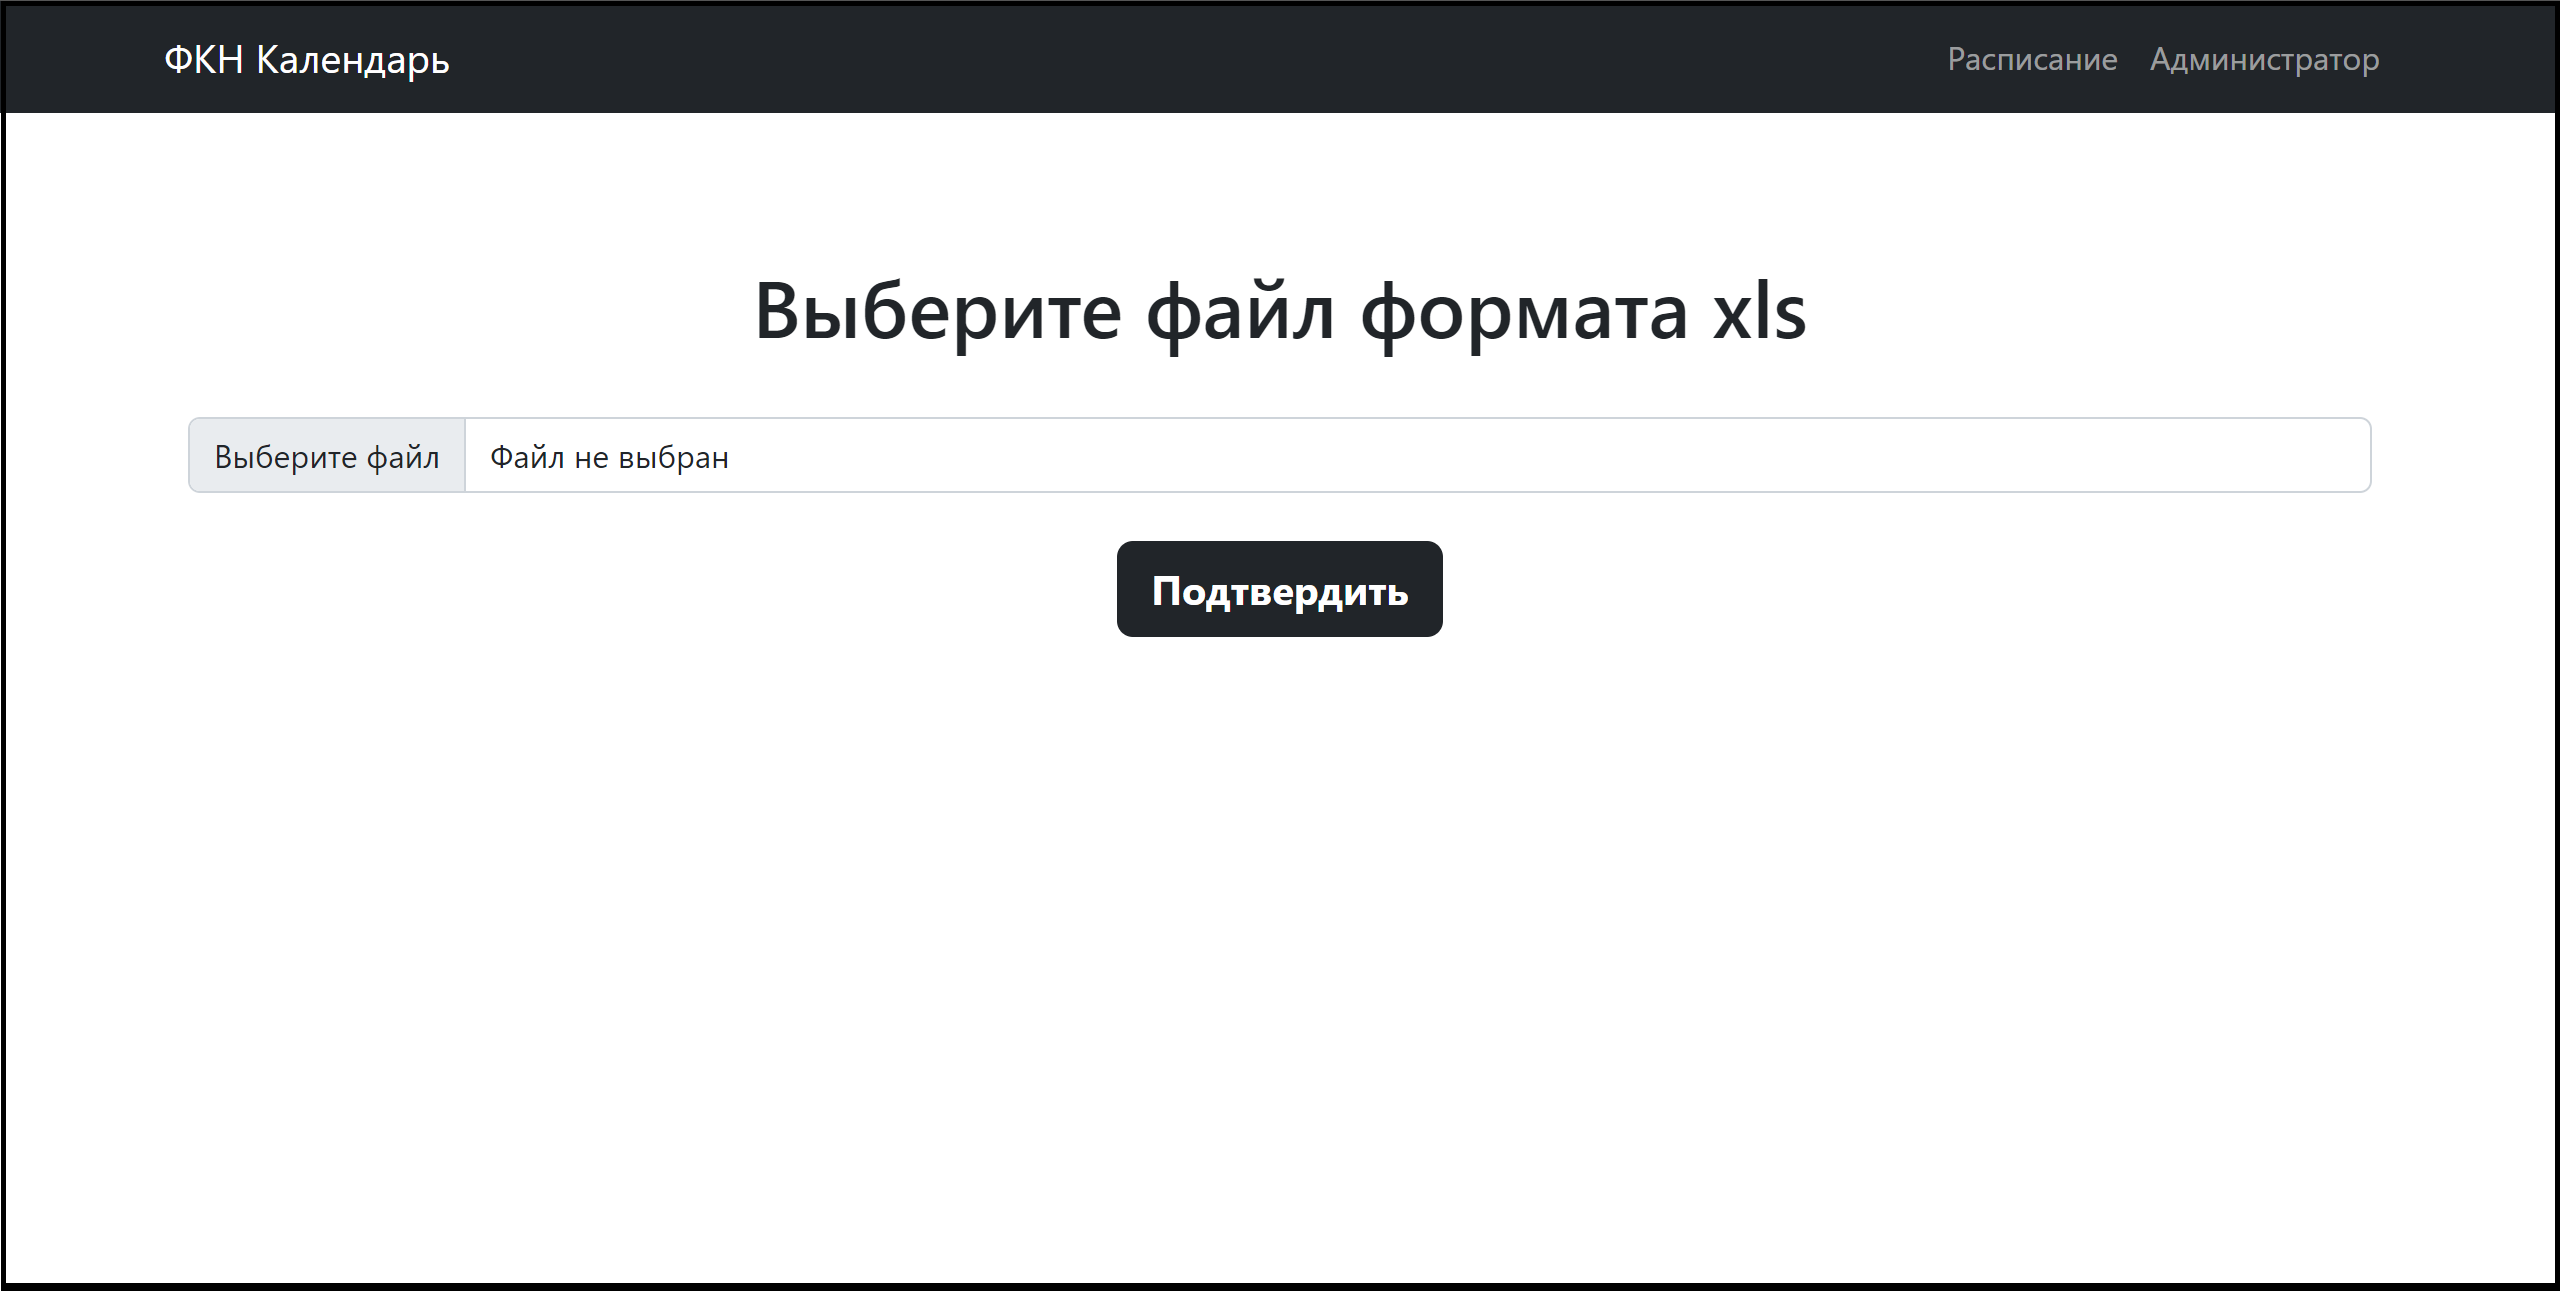 ФКН Календарь Расписание Администратор
Выберите файл формата xls
Выберите файл Файл не выбран
Подтвердить